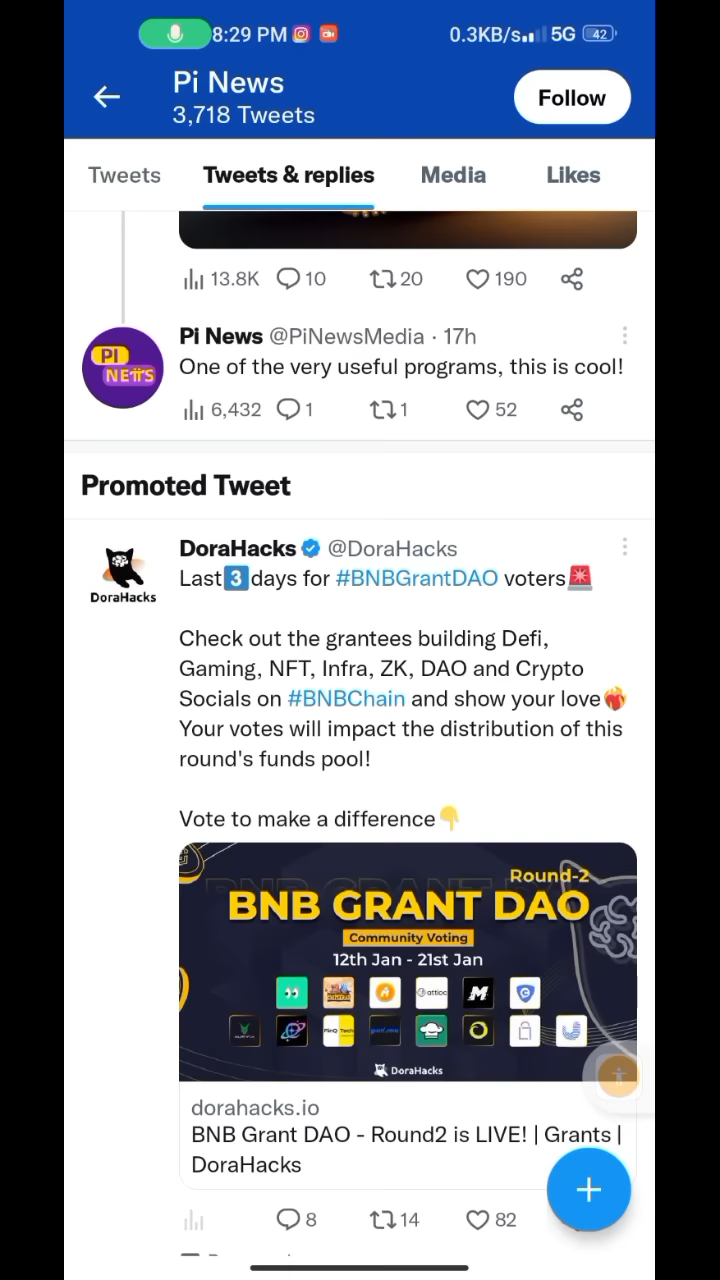 8:29 PM
0.3KB/s 5G 42
Pi News
3,718 Tweets
Follow
Tweets
Tweets & replies
Media
Likes
13.8K 10 20 190
Pi News @PiNewsMedia · 17h
PI
NEWS
One of the very useful programs, this is cool!
6,432 1 1 52
Promoted Tweet
DoraHacks @DoraHacks
DoraHacks
Last 3 days for #BNBGrantDAO voters🚨
Check out the grantees building Defi,
Gaming, NFT, Infra, ZK, DAO and Crypto
Socials on #BNBChain and show your love❤️‍🔥
Your votes will impact the distribution of this
round's funds pool!
Vote to make a difference👇
Round-2
BNB GRANT DAO
Community Voting
12th Jan - 21st Jan
attic
DoraHacks
dorahacks.io
BNB Grant DAO - Round2 is LIVE! | Grants |
DoraHacks
8 14 82